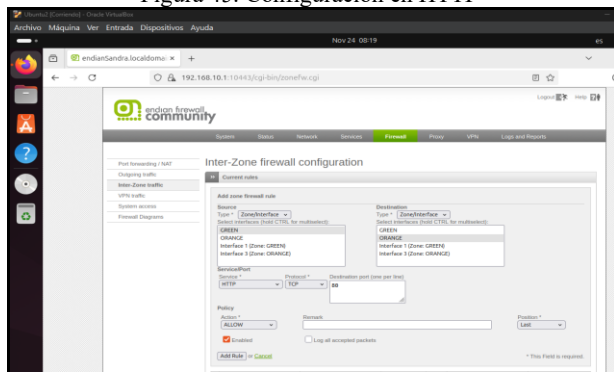 Figura 43. Configuración en HTTP
Ubuntu2 [Corriendo] - Oracle VirtualBox
Archivo Máquina Ver Entrada Dispositivos Ayuda
Nov 24 08:19 es
endianSandra.localdomai × +
192.168.10.1:10443/cgi-bin/zonefw.cgi
Logout Help
endian firewall
community
System Status Network Services Firewall Proxy VPN Logs and Reports
Port forwarding / NAT
Outgoing traffic
Inter-Zone traffic
VPN traffic
System access
Firewall Diagrams
Inter-Zone firewall configuration
Current rules
Add zone firewall rule
Source Destination
Type * Zone/Interface Type * Zone/Interface
Select interfaces (hold CTRL for multiselect) Select interfaces (hold CTRL for multiselect)
GREEN GREEN
ORANGE ORANGE
Interface 1 (Zone: GREEN) Interface 1 (Zone: GREEN)
Interface 3 (Zone: ORANGE) Interface 3 (Zone: ORANGE)
Service/Port
Service * Protocol * Destination port (one per line)
HTTP TCP 80
Policy
Action * Remark Position *
ALLOW Last
Enabled Log all accepted packets
Add Rule or Cancel * This Field is required.